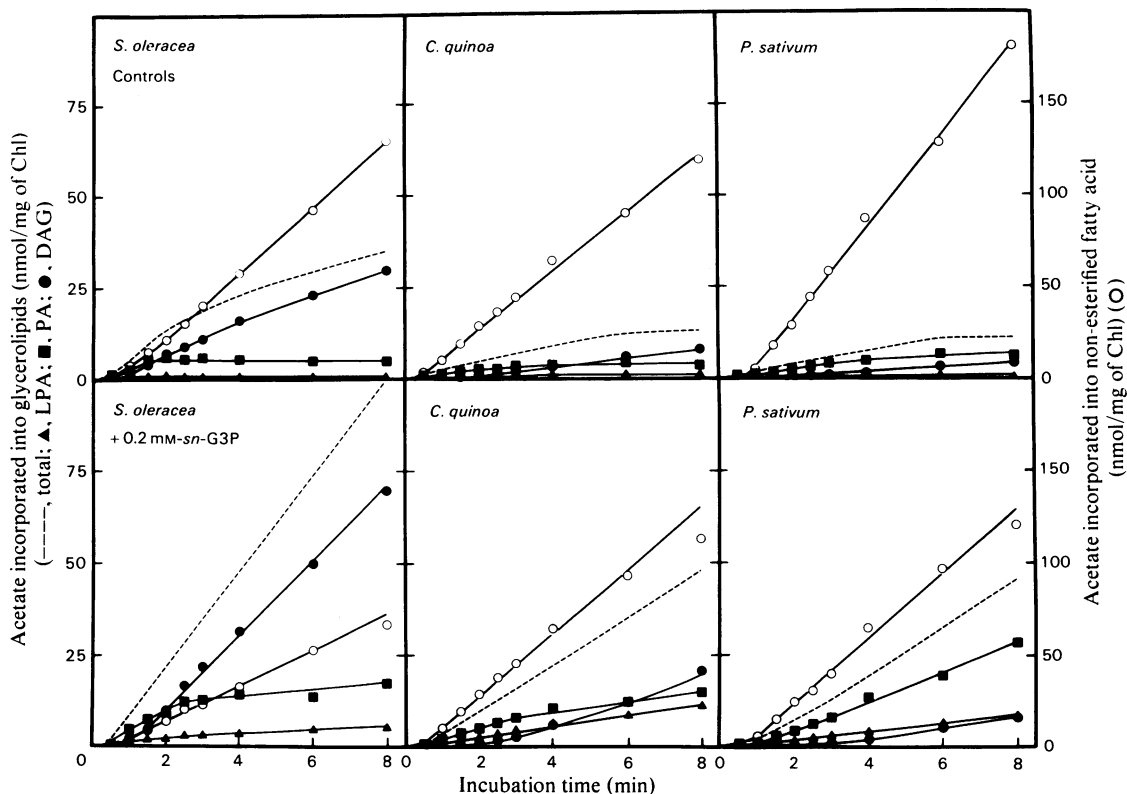 Acetate incorporated into glycerolipids (nmol/mg of Chl)
(----, total; ▲, LPA; ■, PA; ●, DAG)
S. oleracea
Controls
C. quinoa
P. sativum
75
50
25
0
150
100
50
0
S. oleracea
+ 0.2 mM-sn-G3P
C. quinoa
P. sativum
75
50
25
150
100
50
0
0 2 4 6 8 0 2 4 6 8 0 2 4 6 8
Incubation time (min)
Acetate incorporated into non-esterified fatty acid
(nmol/mg of Chl) (○)